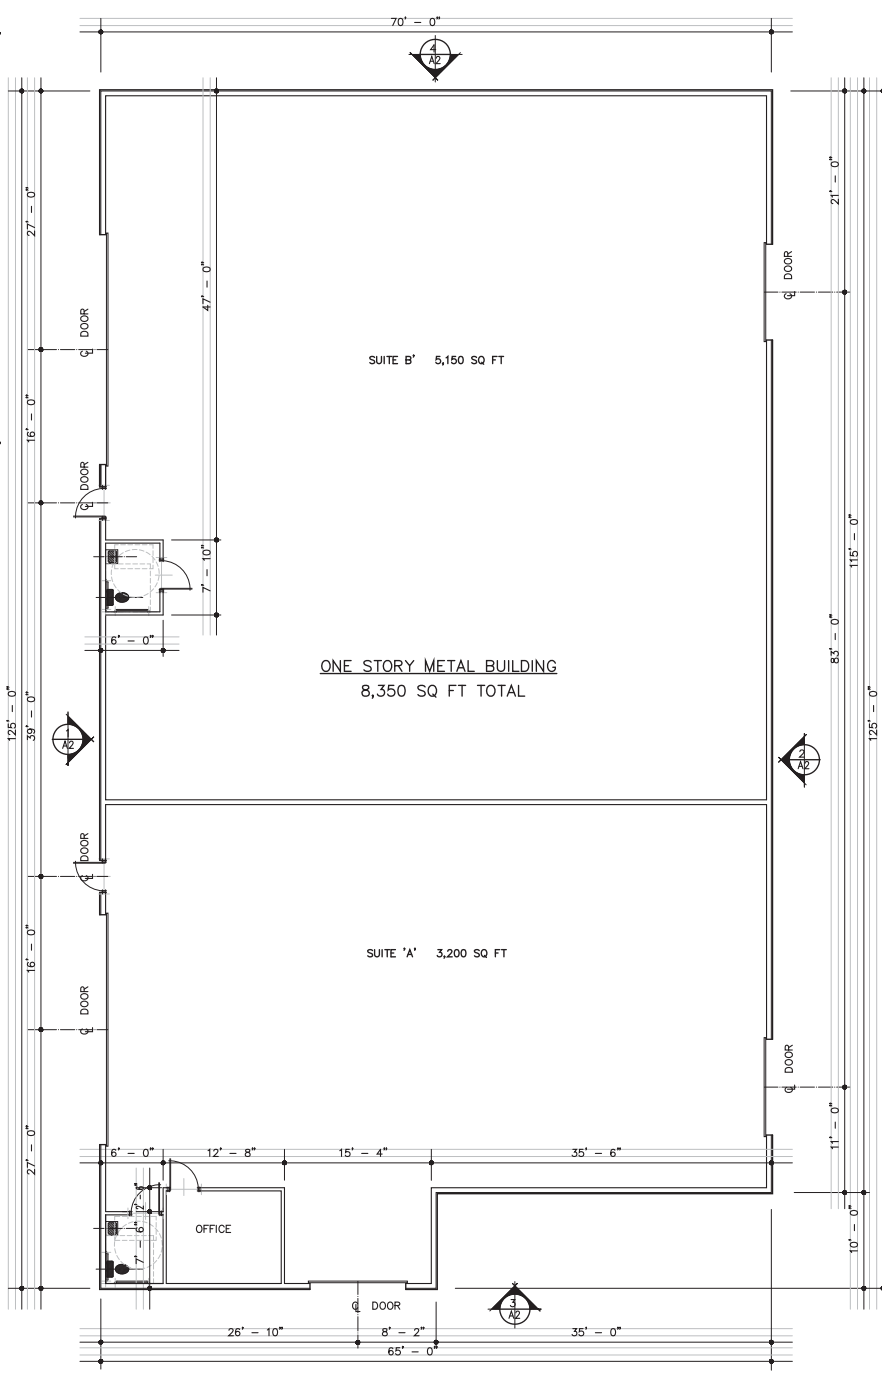 70' - 0"
4
A2
27' - 0"
47' - 0"
21' - 0"
℄ DOOR
℄ DOOR
SUITE B'    5,150 SQ FT
16' - 0"
℄ DOOR
7' - 10"
115' - 0"
6' - 0"
83' - 0"
ONE STORY METAL BUILDING
8,350 SQ FT TOTAL
125' - 0"
39' - 0"
125' - 0"
1
A2
2
A2
℄ DOOR
16' - 0"
SUITE 'A'    3,200 SQ FT
℄ DOOR
℄ DOOR
11' - 0"
27' - 0"
6' - 0"
12' - 8"
15' - 4"
35' - 6"
2' - 6"
7' - 6"
OFFICE
10' - 0"
℄ DOOR
3
A2
26' - 10"
8' - 2"
35' - 0"
65' - 0"